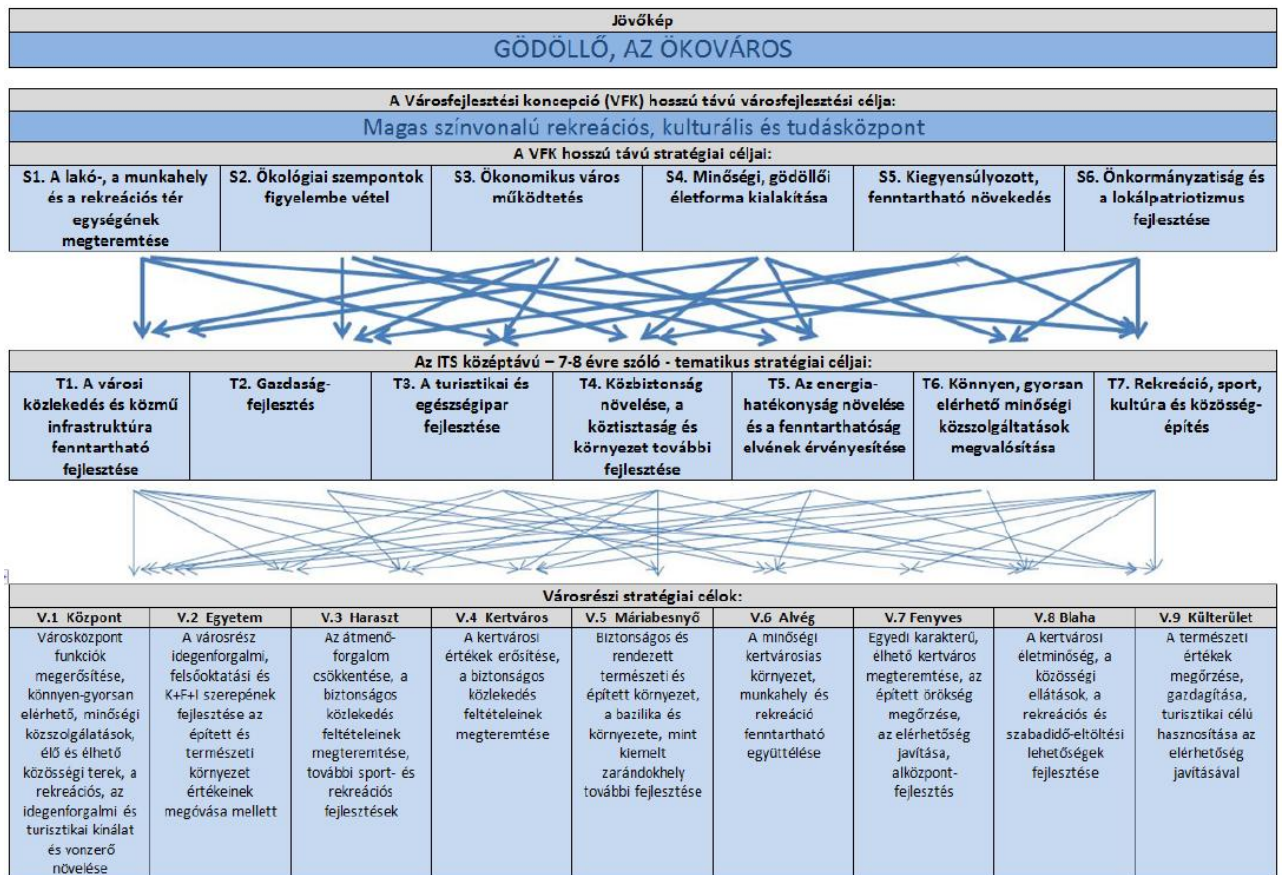 Jövőkép
GÖDÖLLŐ, AZ ÖKOVÁROS
A Városfejlesztési koncepció (VFK) hosszú távú városfejlesztési célja:
Magas színvonalú rekreációs, kulturális és tudásközpont
A VFK hosszú távú stratégiai céljai:
S1. A lakó-, a munkahely
és a rekreációs tér
egységének
megteremtése
S2. Ökológiai szempontok
figyelembe vétel
S3. Ökonomikus város
működtetés
S4. Minőségi, gödöllői
életforma kialakítása
S5. Kiegyensúlyozott,
fenntartható növekedés
S6. Önkormányzatiság és
a lokálpatriotizmus
fejlesztése
Az ITS középtávú – 7-8 évre szóló - tematikus stratégiai céljai:
T1. A városi
közlekedés és közmű
infrastruktúra
fenntartható
fejlesztése
T2. Gazdaság-
fejlesztés
T3. A turisztikai és
egészségipar
fejlesztése
T4. Közbiztonság
növelése, a
köztisztaság és
környezet további
fejlesztése
T5. Az energia-
hatékonyság növelése
és a fenntarthatóság
elvének érvényesítése
T6. Könnyen, gyorsan
elérhető minőségi
közszolgáltatások
megvalósítása
T7. Rekreáció, sport,
kultúra és közösség-
építés
Városrészi stratégiai célok:
V.1 Központ
Városközpont
funkciók
megerősítése,
könnyen-gyorsan
elérhető, minőségi
közszolgálatások,
élő és élhető
közösségi terek, a
rekreációs, az
idegenforgalmi és
turisztikai kínálat
és vonzerő
növelése
V.2 Egyetem
A városrész
idegenforgalmi,
felsőoktatási és
K+F+I szerepének
fejlesztése az
épített és
természeti
környezet
értékeinek
megóvása mellett
V.3 Haraszt
Az átmenő-
forgalom
csökkentése, a
biztonságos
közlekedés
feltételeinek
megteremtése,
további sport- és
rekreációs
fejlesztések
V.4 Kertváros
A kertvárosi
értékek erősítése,
a biztonságos
közlekedés
feltételeinek
megteremtése
V.5 Máriabesnyő
Biztonságos és
rendezett
természeti és
épített környezet,
a bazilika és
környezete, mint
kiemelt
zarándokhely
további fejlesztése
V.6 Alvég
A minőségi
kertvárosias
környezet,
munkahely és
rekreáció
fenntartható
együttélése
V.7 Fenyves
Egyedi karakterű,
élhető kertváros
megteremtése, az
épített örökség
megőrzése,
az elérhetőség
javítása,
alközpont-
fejlesztés
V.8 Blaha
A kertvárosi
életminőség, a
közösségi
ellátások, a
rekreációs és
szabadidő-eltöltési
lehetőségek
fejlesztése
V.9 Külterület
A természeti
értékek
megőrzése,
gazdagítása,
turisztikai célú
hasznosítása az
elérhetőség
javításával